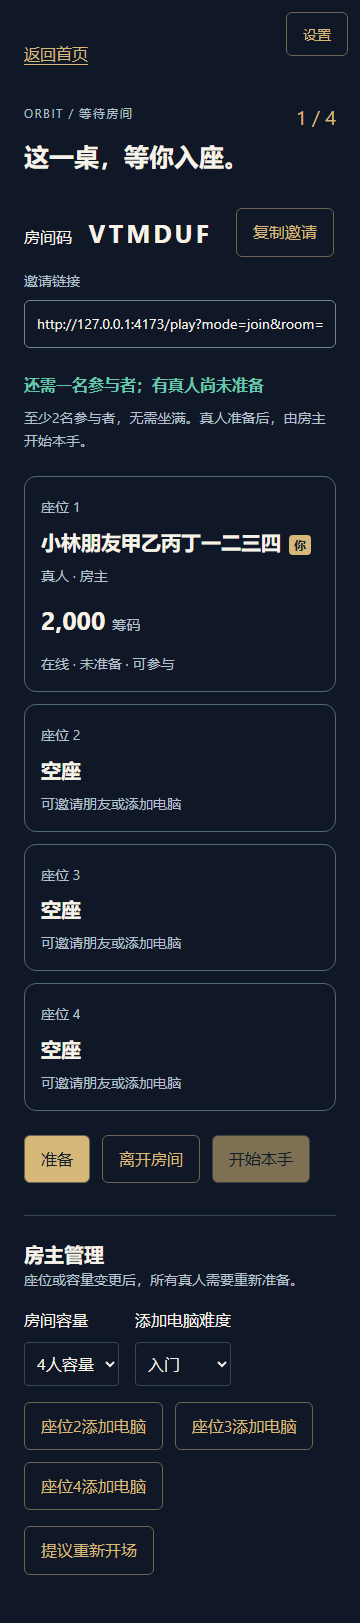 设置
返回首页
ORBIT / 等待房间
1 / 4
这一桌，等你入座。
房间码 VTMDUF 复制邀请
邀请链接
http://127.0.0.1:4173/play?mode=join&room=
还需一名参与者；有真人尚未准备
至少2名参与者，无需坐满。真人准备后，由房主
开始本手。
座位 1
小林朋友甲乙丙丁一二三四 你
真人 · 房主
2,000 筹码
在线 · 未准备 · 可参与
座位 2
空座
可邀请朋友或添加电脑
座位 3
空座
可邀请朋友或添加电脑
座位 4
空座
可邀请朋友或添加电脑
准备 离开房间 开始本手
房主管理
座位或容量变更后，所有真人需要重新准备。
房间容量 添加电脑难度
4人容量 入门
座位2添加电脑 座位3添加电脑
座位4添加电脑
提议重新开场